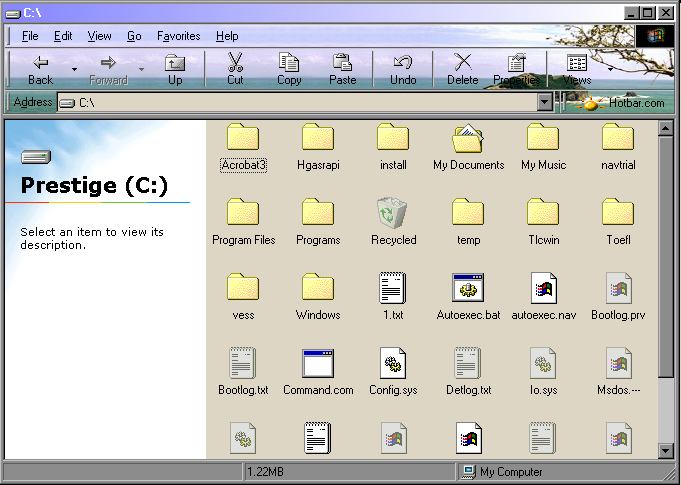 C:\
File Edit View Go Favorites Help
Back Forward Up Cut Copy Paste Undo Delete Properties Views
Address C:\ Hotbar.com
Prestige (C:)
Select an item to view its
description.
Acrobat3 Hgasrapi install My Documents My Music navtrial
Program Files Programs Recycled temp Tlcwin Toefl
vess Windows 1.txt Autoexec.bat autoexec.nav Bootlog.prv
Bootlog.txt Command.com Config.sys Detlog.txt Io.sys Msdos.---
1.22MB My Computer